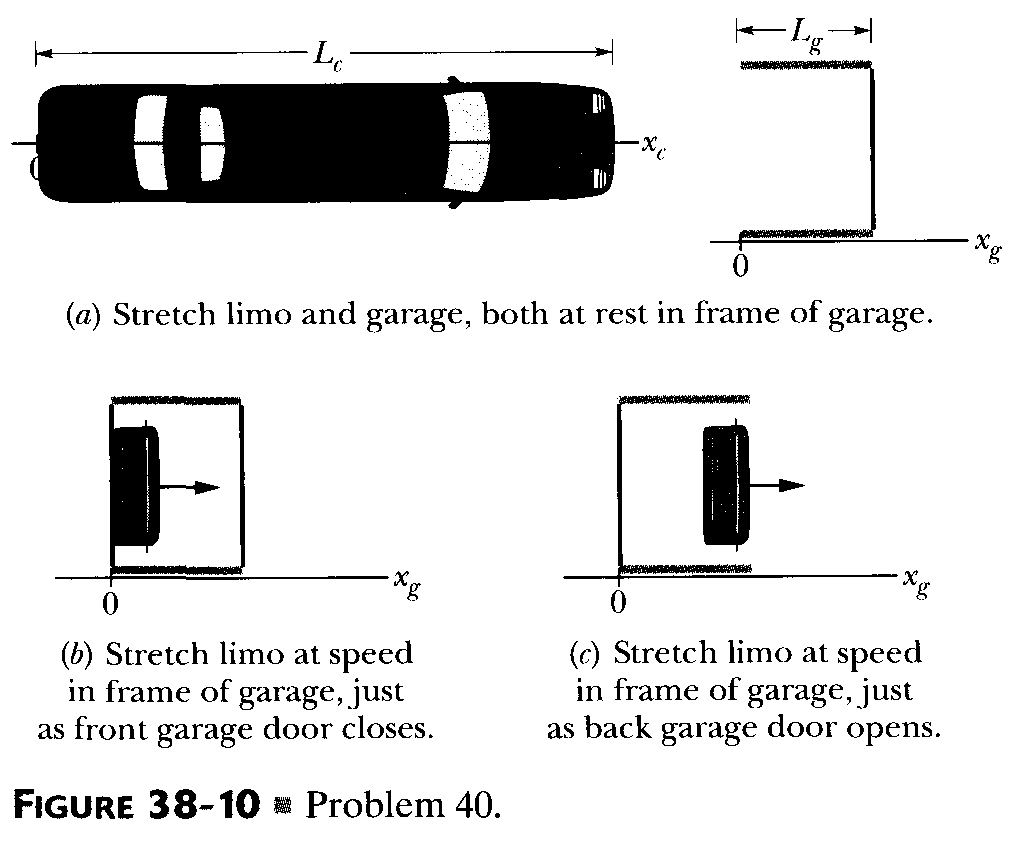 L_c
L_g
x_c
x_g
0
(a) Stretch limo and garage, both at rest in frame of garage.
x_g
0
x_g
0
(b) Stretch limo at speed
in frame of garage, just
as front garage door closes.
(c) Stretch limo at speed
in frame of garage, just
as back garage door opens.
FIGURE 38-10 ▪ Problem 40.